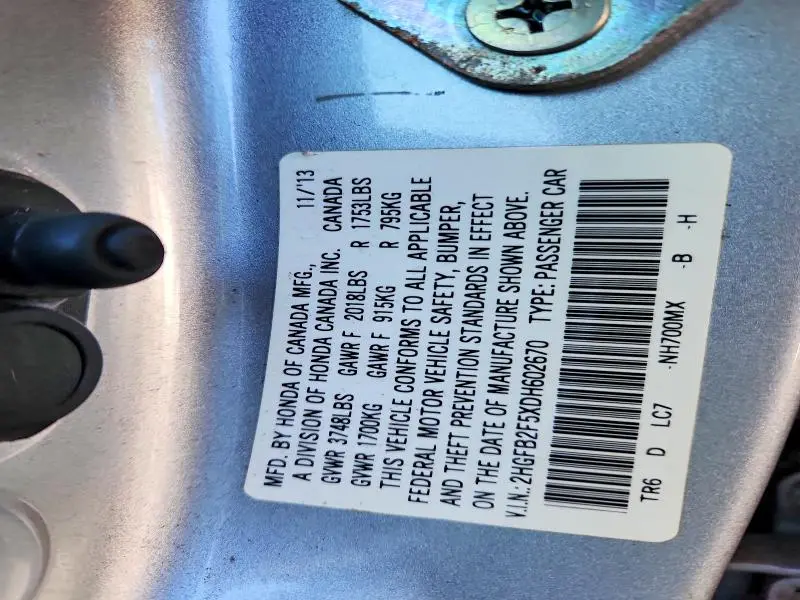 MFD. BY HONDA OF CANADA MFG., 11/'13
A DIVISION OF HONDA CANADA INC. CANADA
GVWR 3748LBS GAWR F 2018LBS R 1753LBS
GVWR 1700KG GAWR F 915KG R 795KG
THIS VEHICLE CONFORMS TO ALL APPLICABLE
FEDERAL MOTOR VEHICLE SAFETY, BUMPER,
AND THEFT PREVENTION STANDARDS IN EFFECT
ON THE DATE OF MANUFACTURE SHOWN ABOVE.
V.I.N.: 2HGFB2F5XDH602670 TYPE: PASSENGER CAR
TR6 D LC7 -NH700MX -B -H